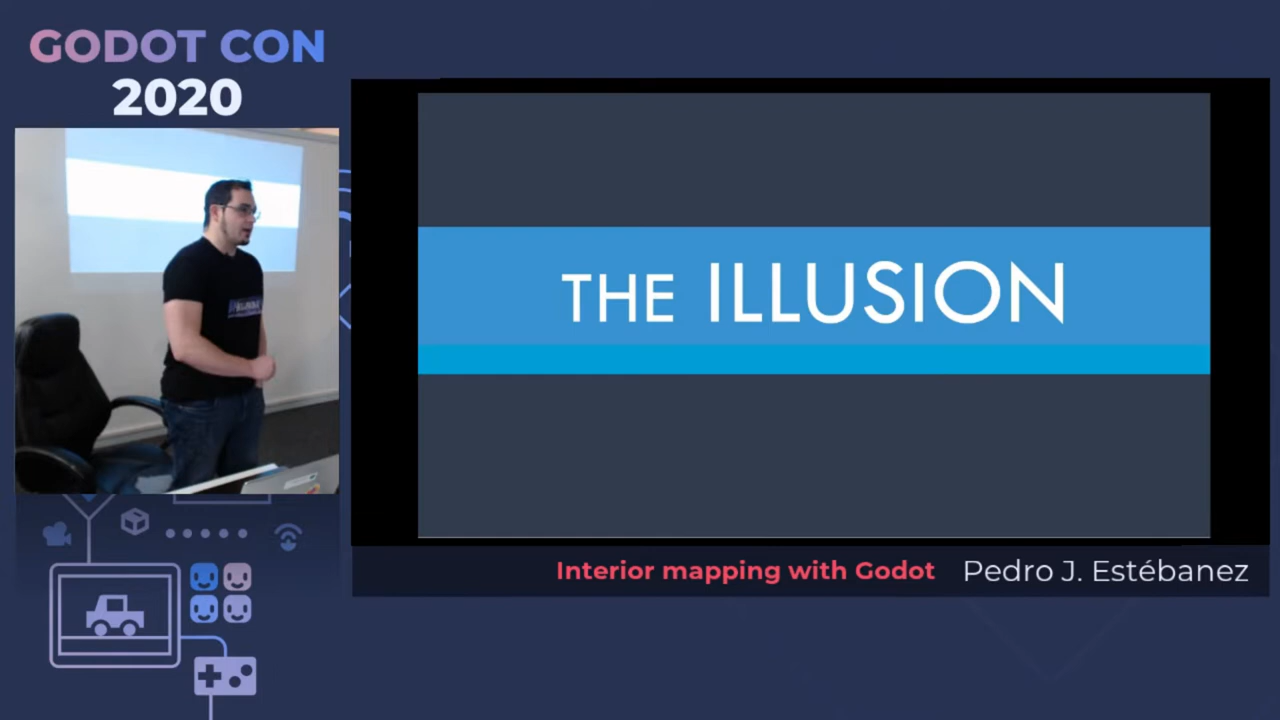 GODOT CON
2020
THE ILLUSION
Interior mapping with Godot
Pedro J. Estébanez